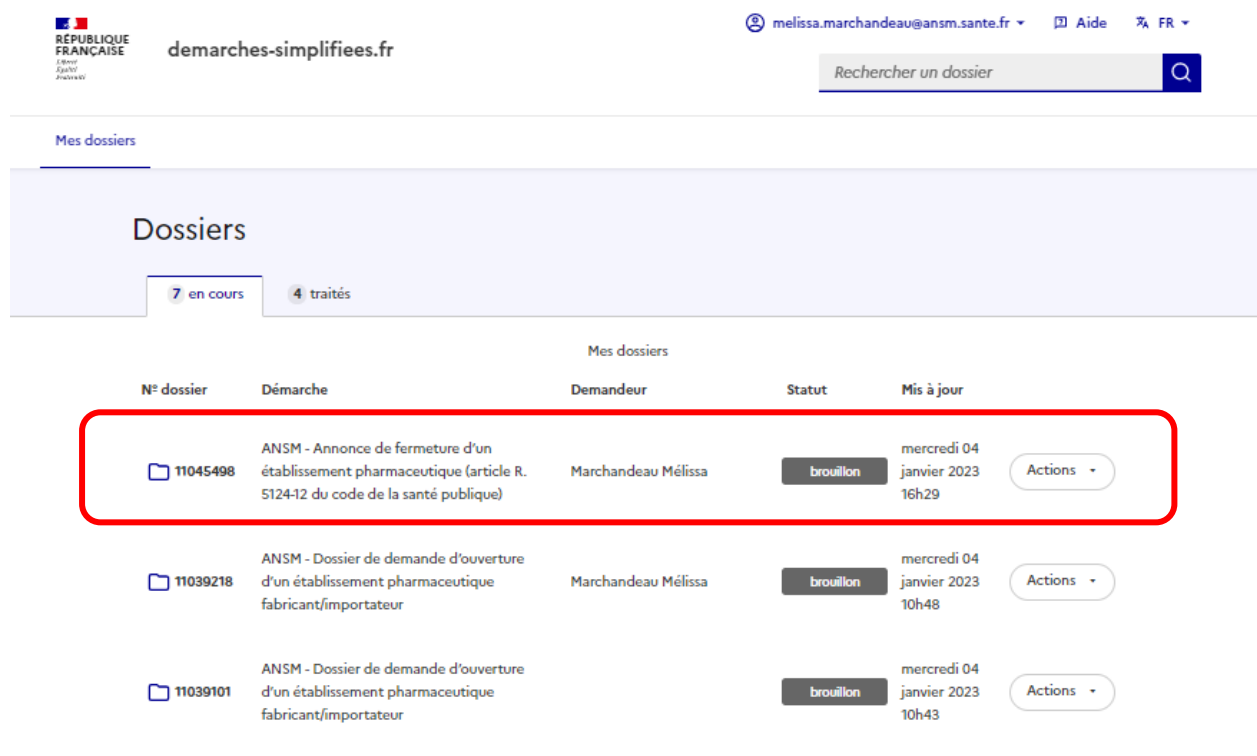 melissa.marchandeau@ansm.sante.fr Aide FR
RÉPUBLIQUE
FRANÇAISE
Liberté
Égalité
Fraternité
demarches-simplifiees.fr
Rechercher un dossier
Mes dossiers
Dossiers
7 en cours 4 traités
Mes dossiers
Nº dossier Démarche Demandeur Statut Mis à jour
ANSM - Annonce de fermeture d'un
établissement pharmaceutique (article R.
5124-12 du code de la santé publique)
11045498
Marchandeau Mélissa
brouillon
mercredi 04
janvier 2023
16h29
Actions
ANSM - Dossier de demande d'ouverture
d'un établissement pharmaceutique
fabricant/importateur
11039218
Marchandeau Mélissa
brouillon
mercredi 04
janvier 2023
10h48
Actions
ANSM - Dossier de demande d'ouverture
d'un établissement pharmaceutique
fabricant/importateur
11039101
brouillon
mercredi 04
janvier 2023
10h43
Actions